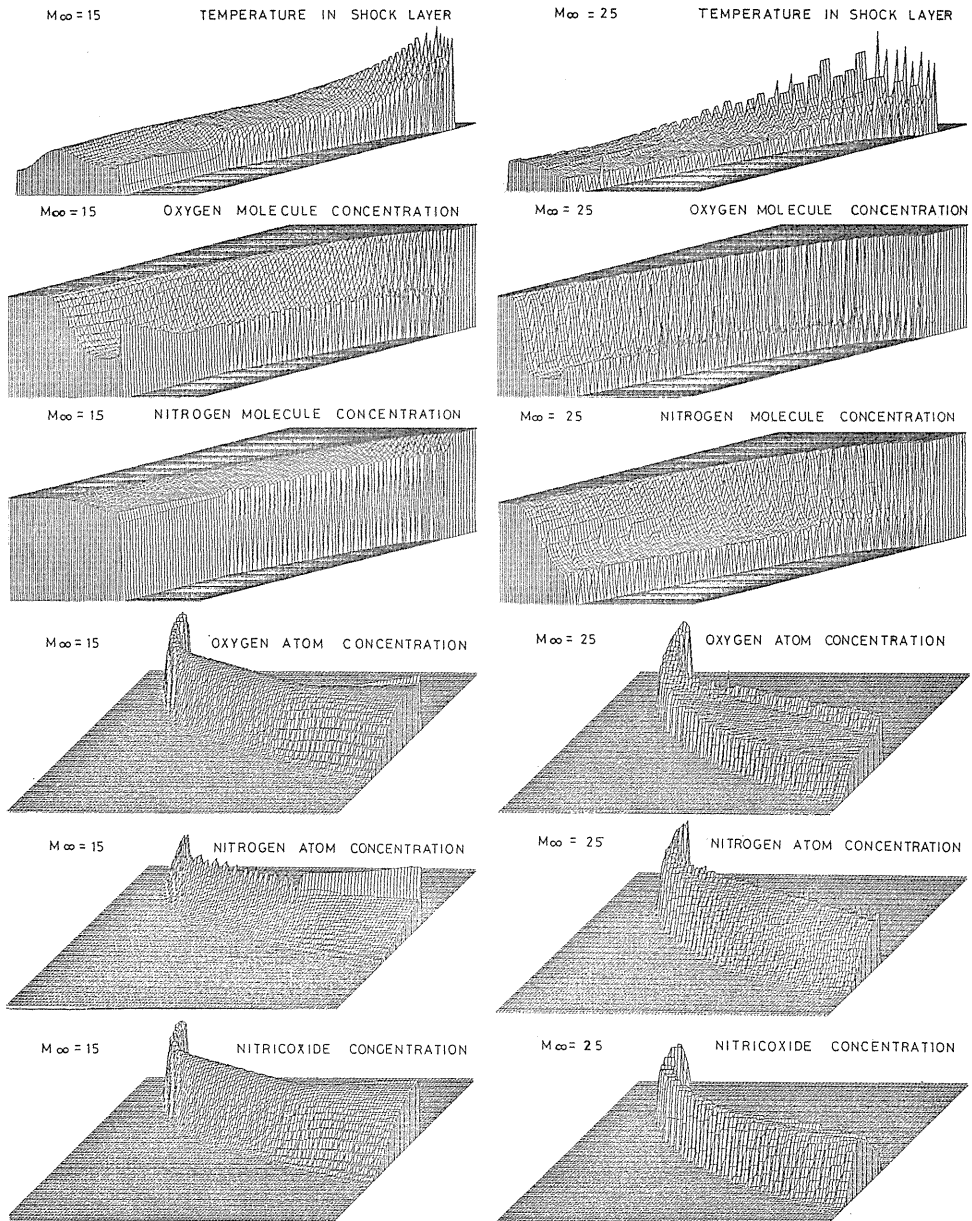 M∞ = 15 TEMPERATURE IN SHOCK LAYER
M∞ = 25 TEMPERATURE IN SHOCK LAYER
M∞ = 15 OXYGEN MOLECULE CONCENTRATION
M∞ = 25 OXYGEN MOLECULE CONCENTRATION
M∞ = 15 NITROGEN MOLECULE CONCENTRATION
M∞ = 25 NITROGEN MOLECULE CONCENTRATION
M∞ = 15 OXYGEN ATOM CONCENTRATION
M∞ = 25 OXYGEN ATOM CONCENTRATION
M∞ = 15 NITROGEN ATOM CONCENTRATION
M∞ = 25 NITROGEN ATOM CONCENTRATION
M∞ = 15 NITRICOXIDE CONCENTRATION
M∞ = 25 NITRICOXIDE CONCENTRATION